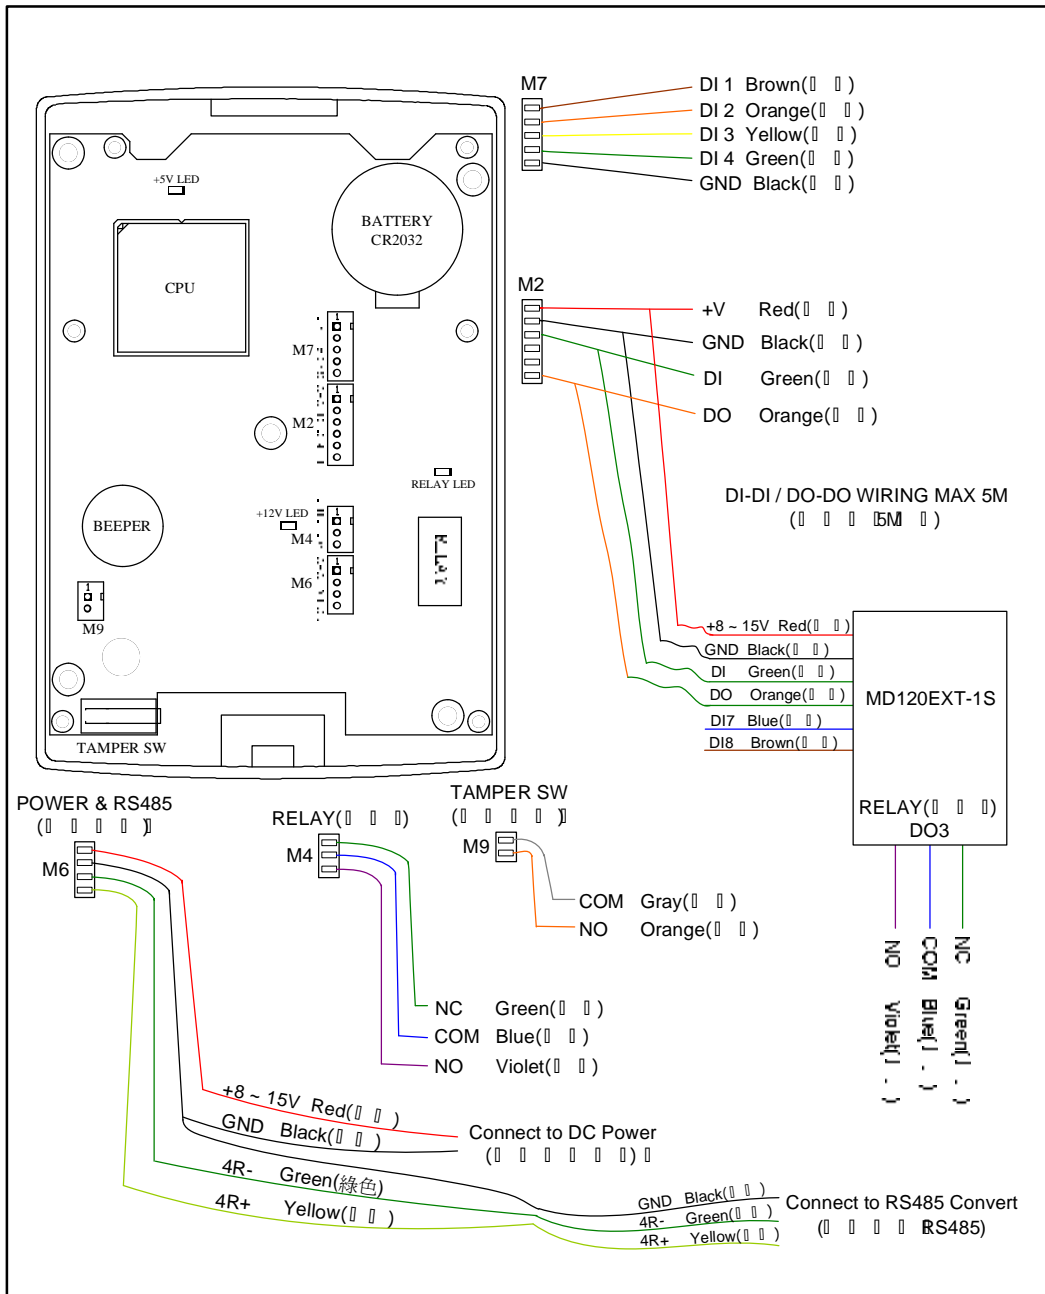 M7
DI 1 Brown(
DI 2 Orange(
DI 3 Yellow(
DI 4 Green(
GND Black(
+5V LED
BATTERY
CR2032
CPU
M7
M2
RELAY LED
BEEPER
+12V LED
M4
M6
M9
TAMPER SW
M2
+V Red(
GND Black(
DI Green(
DO Orange(
DI-DI / DO-DO WIRING MAX 5M
5M
+8 ~ 15V Red(
GND Black(
DI Green(
DO Orange(
DI7 Blue(
DI8 Brown(
MD120EXT-1S
RELAY(
DO3
NO Violet(
COM Blue(
NC Green(
POWER & RS485
M6
RELAY(
M4
TAMPER SW
M9
COM Gray(
NO Orange(
NC Green(
COM Blue(
NO Violet(
+8 ~ 15V Red(
GND Black(
Connect to DC Power
4R- Green(綠色)
4R+ Yellow(
GND Black(
4R- Green(
4R+ Yellow(
Connect to RS485 Convert
RS485)